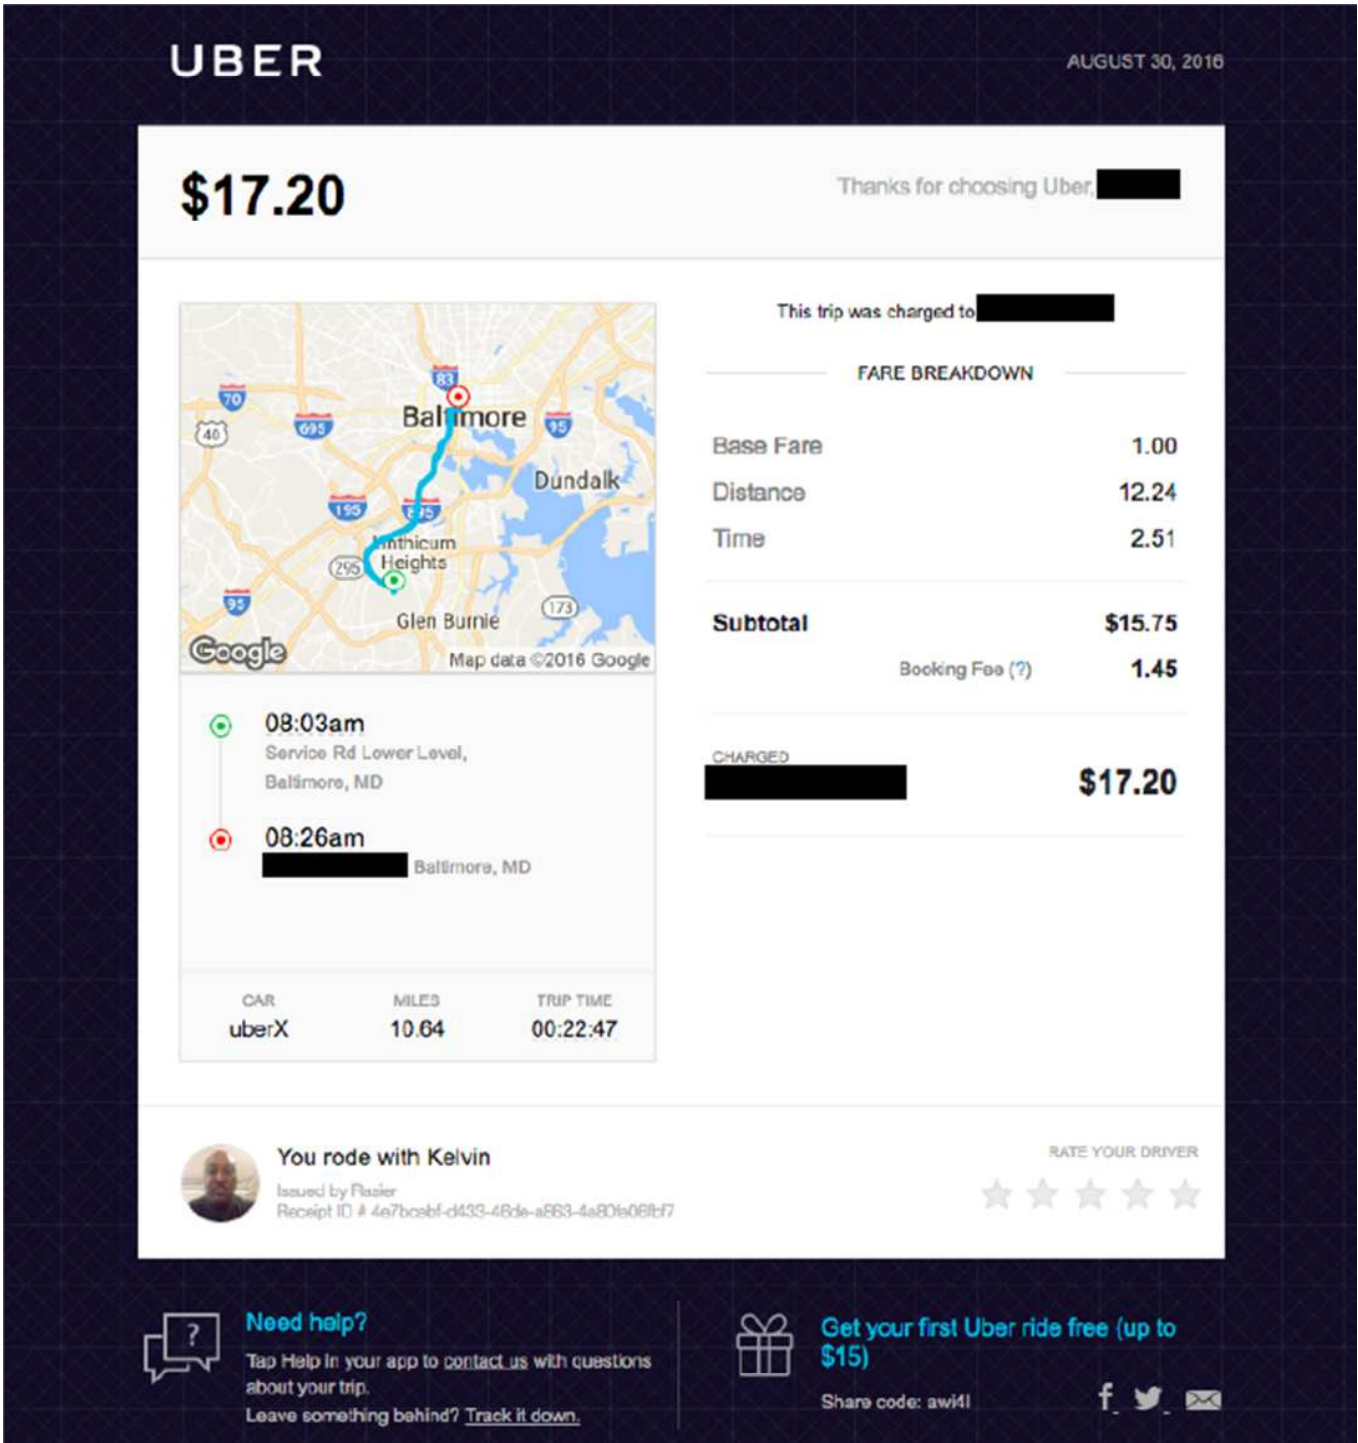 UBER
AUGUST 30, 2016
$17.20
Thanks for choosing Uber,
83
70
Baltimore
695
95
40
Dundalk
195
895
Linthicum
Heights
295
95
Glen Burnie
173
Google
Map data ©2016 Google
08:03am
Service Rd Lower Level,
Baltimore, MD
08:26am
Baltimore, MD
CAR
MILES
TRIP TIME
uberX
10.64
00:22:47
This trip was charged to
FARE BREAKDOWN
Base Fare 1.00
Distance 12.24
Time 2.51
Subtotal $15.75
Booking Fee (?) 1.45
CHARGED
$17.20
You rode with Kelvin
Issued by Rasier
Receipt ID #
RATE YOUR DRIVER
?
Need help?
Tap Help in your app to contact us with questions
about your trip.
Leave something behind? Track it down.
Get your first Uber ride free (up to
$15)
Share code: awi4l
f